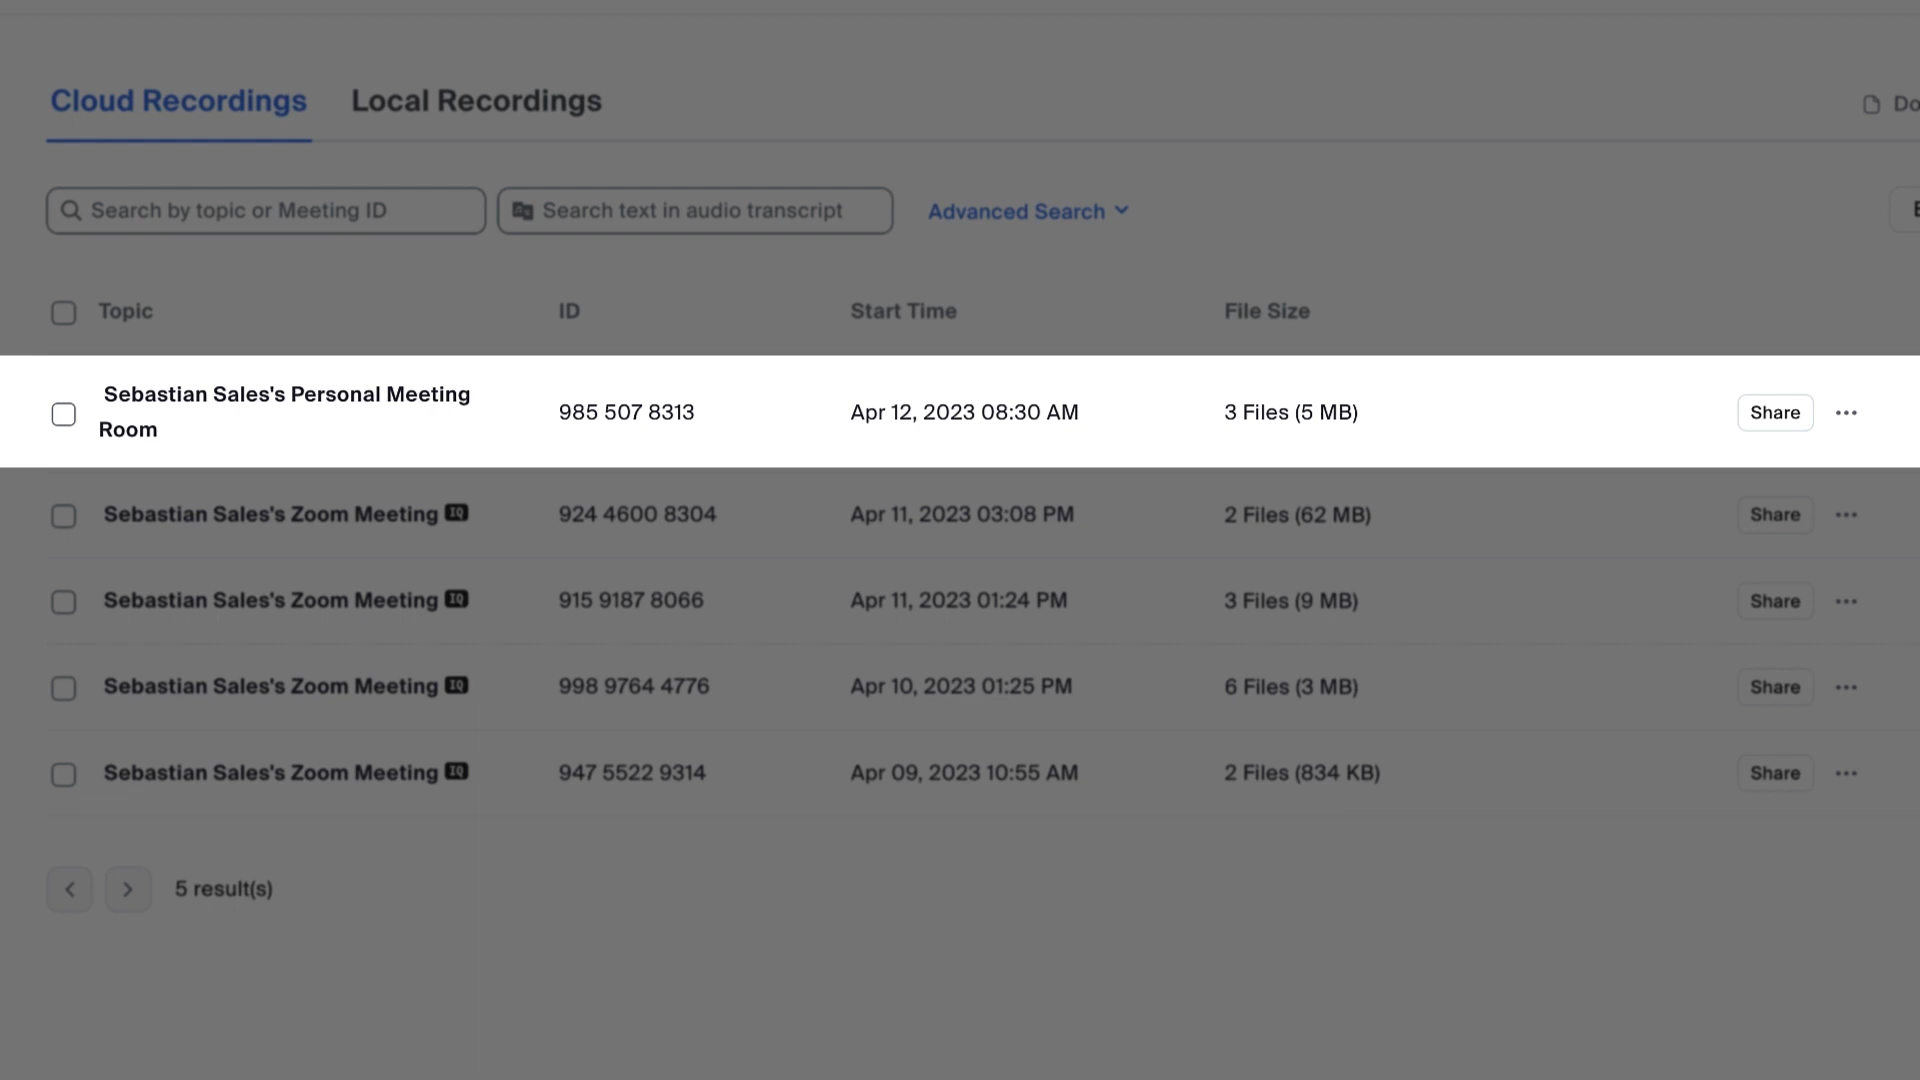 Cloud Recordings Local Recordings
Search by topic or Meeting ID Search text in audio transcript Advanced Search
Topic ID Start Time File Size
Sebastian Sales's Personal Meeting
Room 985 507 8313 Apr 12, 2023 08:30 AM 3 Files (5 MB) Share
Sebastian Sales's Zoom Meeting IQ 924 4600 8304 Apr 11, 2023 03:08 PM 2 Files (62 MB) Share
Sebastian Sales's Zoom Meeting IQ 915 9187 8066 Apr 11, 2023 01:24 PM 3 Files (9 MB) Share
Sebastian Sales's Zoom Meeting IQ 998 9764 4776 Apr 10, 2023 01:25 PM 6 Files (3 MB) Share
Sebastian Sales's Zoom Meeting IQ 947 5522 9314 Apr 09, 2023 10:55 AM 2 Files (834 KB) Share
5 result(s)